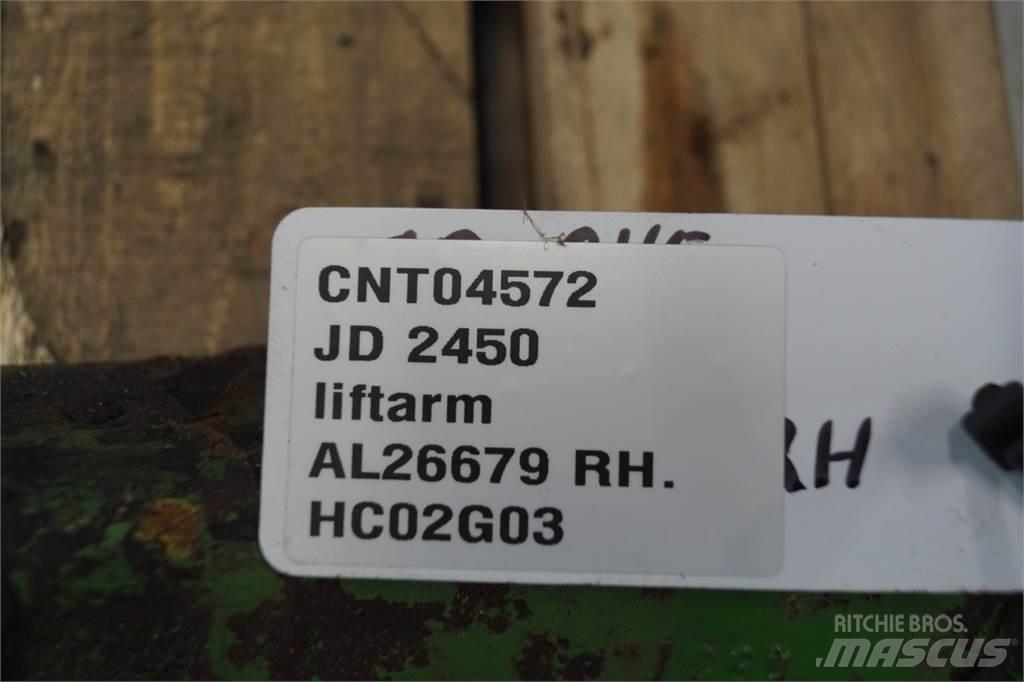 CNT04572
JD 2450
liftarm
AL26679 RH.
HC02G03
RH
RITCHIE BROS.
MASCUS